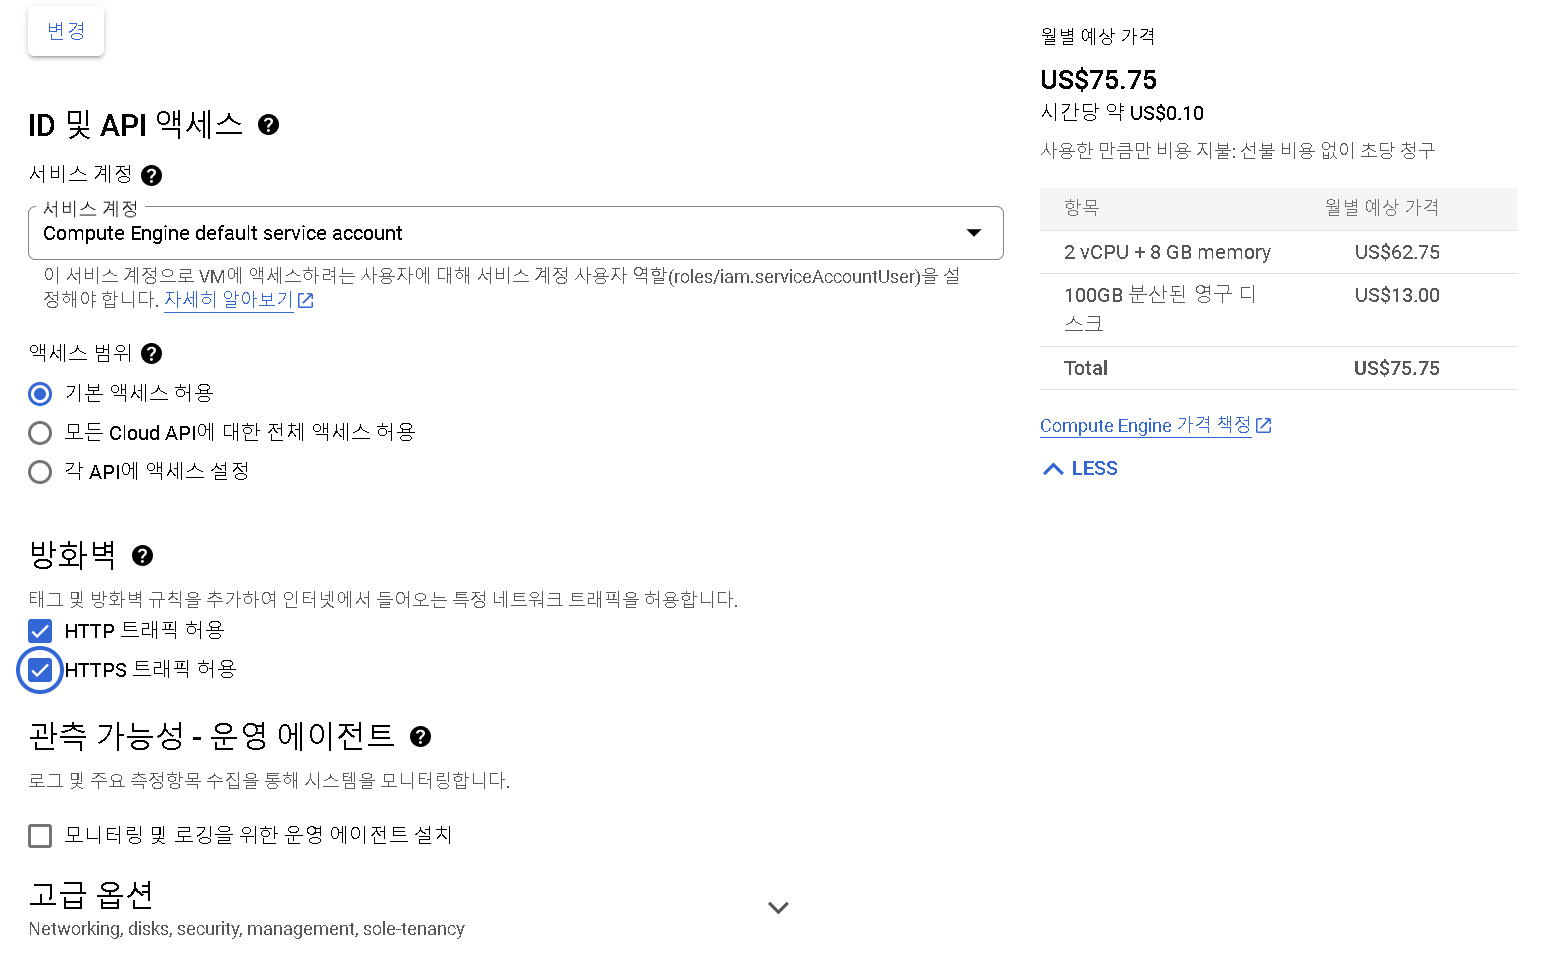 변경
ID 및 API 액세스
서비스 계정
서비스 계정
Compute Engine default service account
이 서비스 계정으로 VM에 액세스하려는 사용자에 대해 서비스 계정 사용자 역할(roles/iam.serviceAccountUser)을 설
정해야 합니다. 자세히 알아보기
액세스 범위
기본 액세스 허용
모든 Cloud API에 대한 전체 액세스 허용
각 API에 액세스 설정
방화벽
태그 및 방화벽 규칙을 추가하여 인터넷에서 들어오는 특정 네트워크 트래픽을 허용합니다.
HTTP 트래픽 허용
HTTPS 트래픽 허용
관측 가능성 - 운영 에이전트
로그 및 주요 측정항목 수집을 통해 시스템을 모니터링합니다.
모니터링 및 로깅을 위한 운영 에이전트 설치
고급 옵션
Networking, disks, security, management, sole-tenancy
월별 예상 가격
US$75.75
시간당 약 US$0.10
사용한 만큼만 비용 지불: 선불 비용 없이 초당 청구
항목 월별 예상 가격
2 vCPU + 8 GB memory US$62.75
100GB 분산된 영구 디 US$13.00
스크
Total US$75.75
Compute Engine 가격 책정
LESS